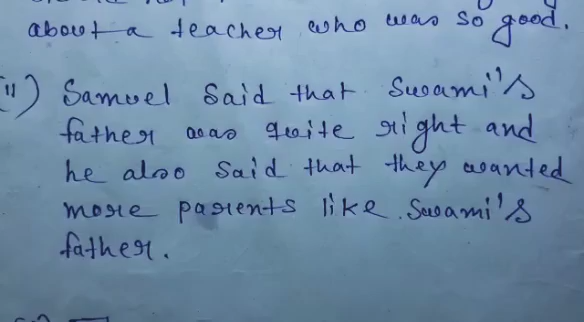 about a teacher who was so good.
(ii) Samuel said that Swami's
father was quite right and
he also said that they wanted
more parents like Swami's
father.